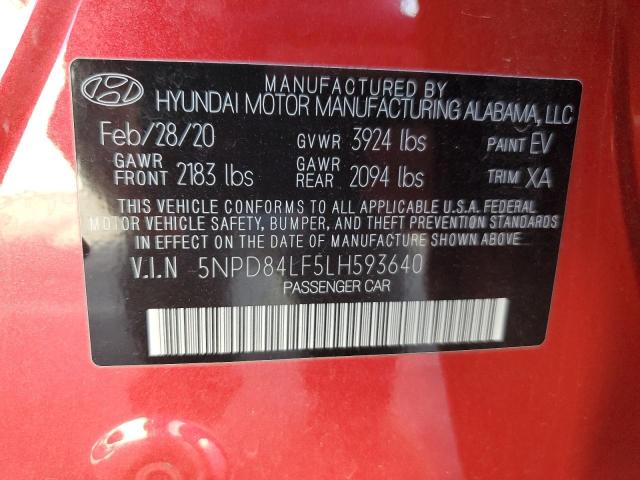 MANUFACTURED BY
HYUNDAI MOTOR MANUFACTURING ALABAMA, LLC
Feb/28/20 GVWR 3924 lbs PAINT EV
GAWR FRONT 2183 lbs GAWR REAR 2094 lbs TRIM XA
THIS VEHICLE CONFORMS TO ALL APPLICABLE U.S.A. FEDERAL
MOTOR VEHICLE SAFETY, BUMPER, AND THEFT PREVENTION STANDARDS
IN EFFECT ON THE DATE OF MANUFACTURE SHOWN ABOVE.
V.I.N 5NPD84LF5LH593640
PASSENGER CAR